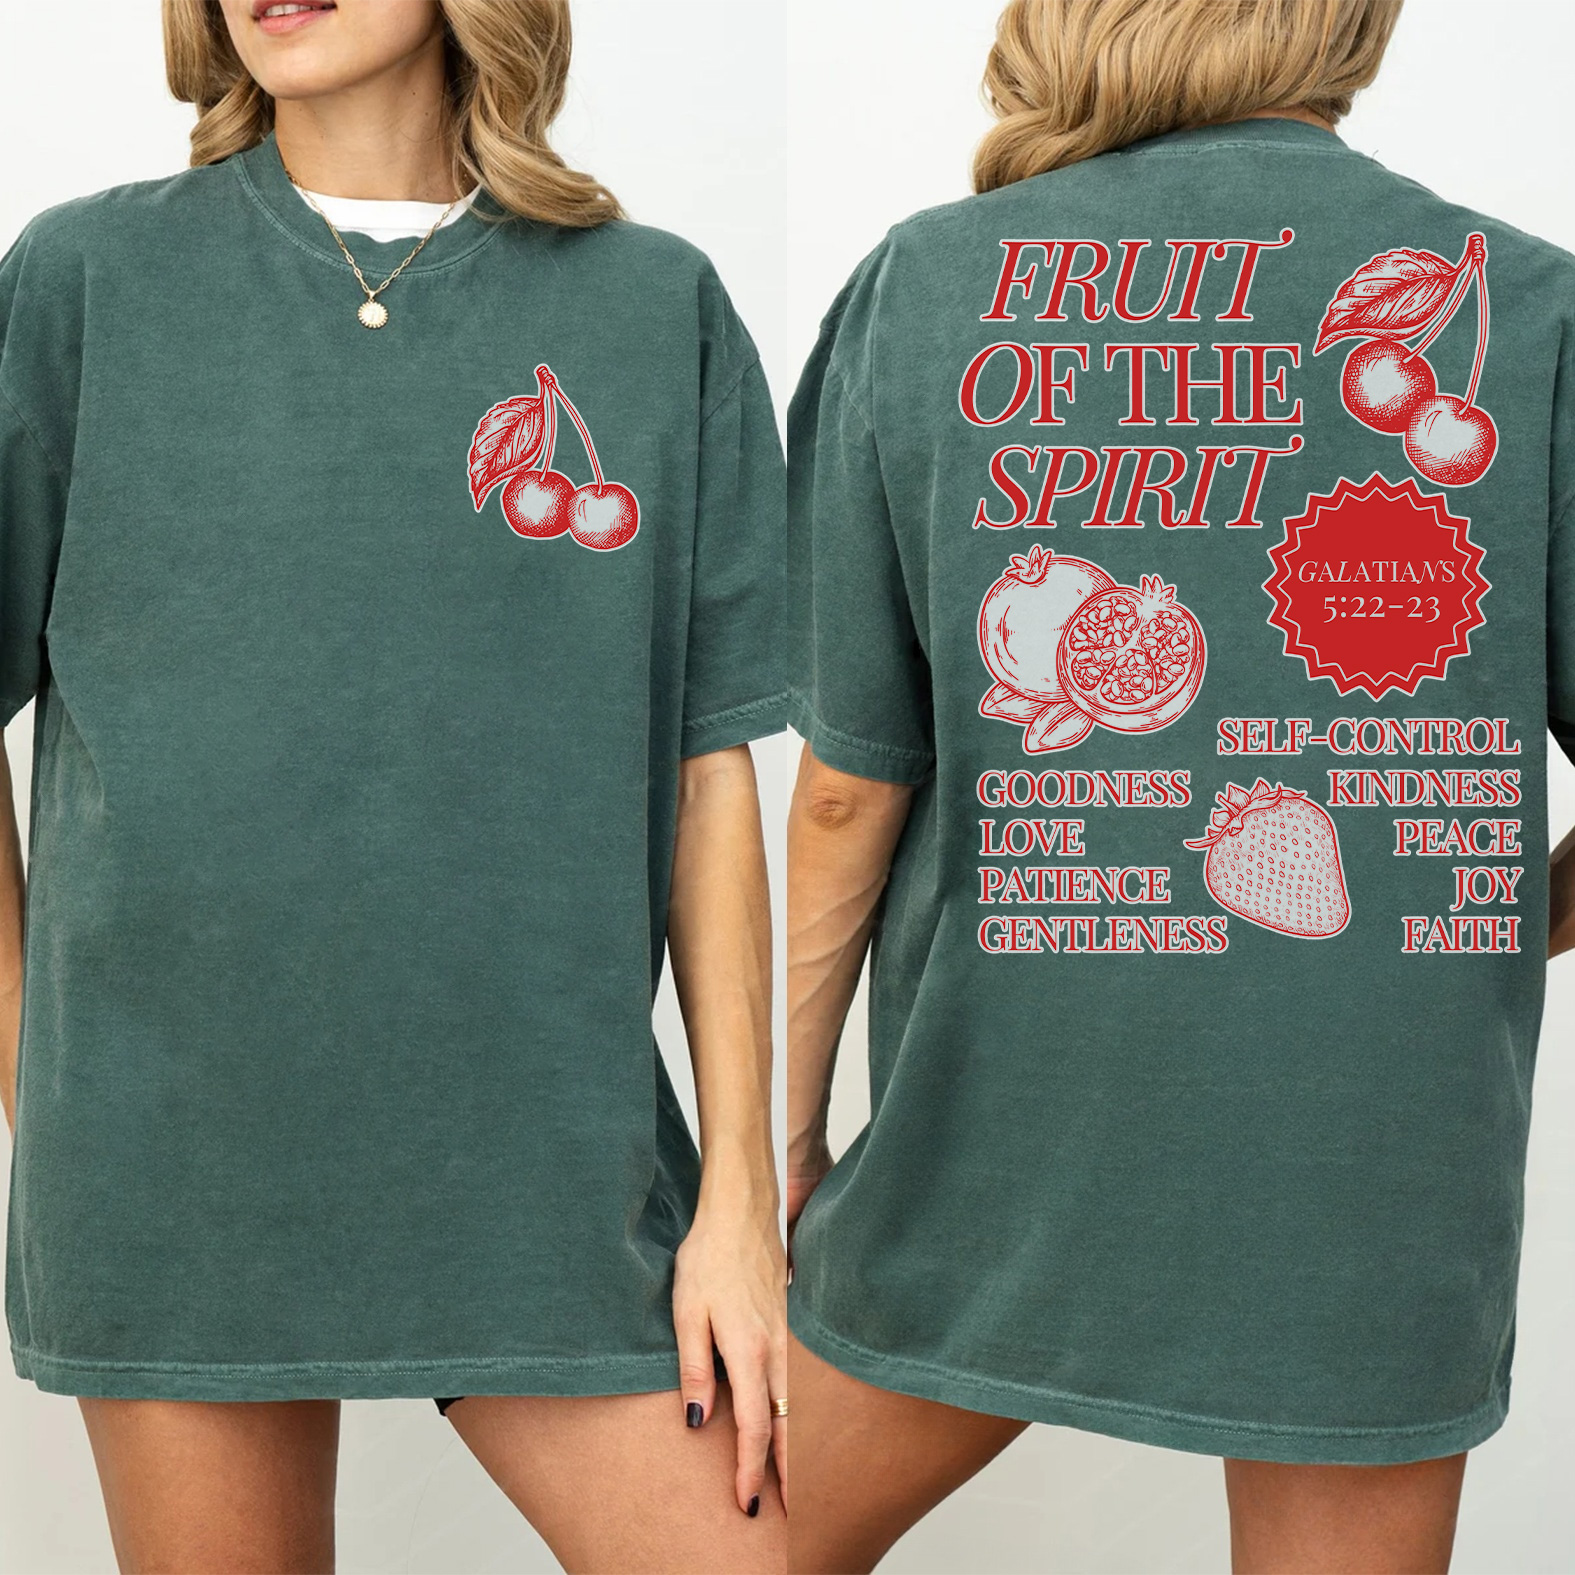 FRUIT
OF THE
SPIRIT
GALATIANS
5:22-23
SELF-CONTROL
GOODNESS
KINDNESS
LOVE
PEACE
PATIENCE
JOY
GENTLENESS
FAITH